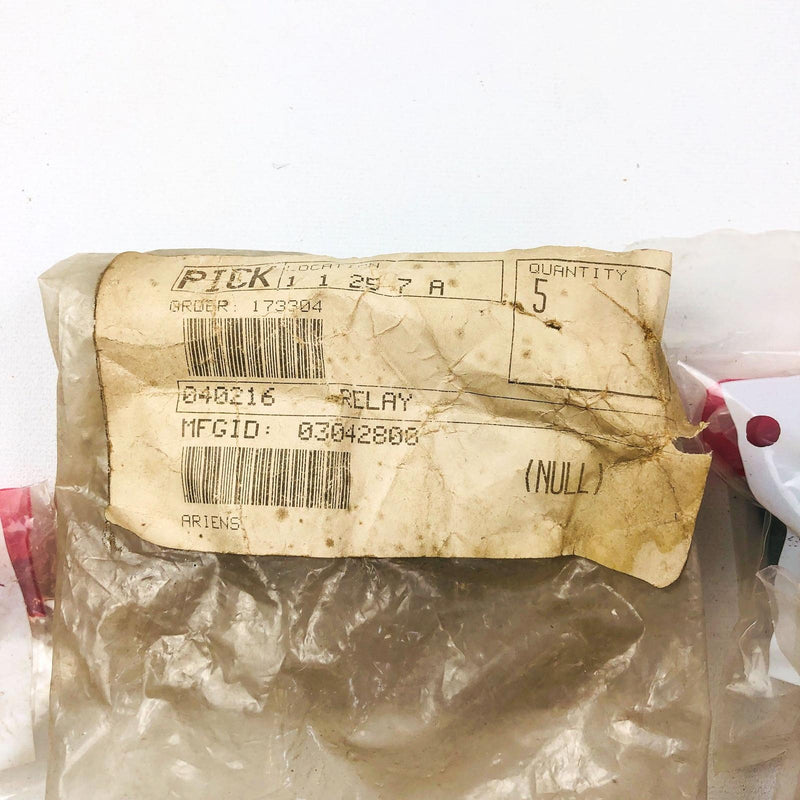 PICK LOCATION QUANTITY
1 1 25 7 A 5
ORDER: 173304
040216 RELAY
MFGID: 03042800
(NULL)
ARIENS